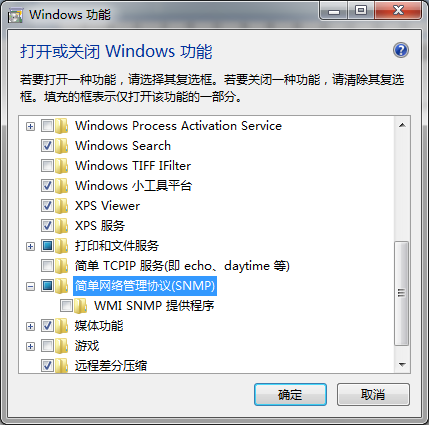 Windows 功能
打开或关闭 Windows 功能
若要打开一种功能，请选择其复选框。若要关闭一种功能，请清除其复选
框。填充的框表示仅打开该功能的一部分。
Windows Process Activation Service
Windows Search
Windows TIFF IFilter
Windows 小工具平台
XPS Viewer
XPS 服务
打印和文件服务
简单 TCPIP 服务(即 echo、daytime 等)
简单网络管理协议(SNMP)
WMI SNMP 提供程序
媒体功能
游戏
远程差分压缩
确定 取消